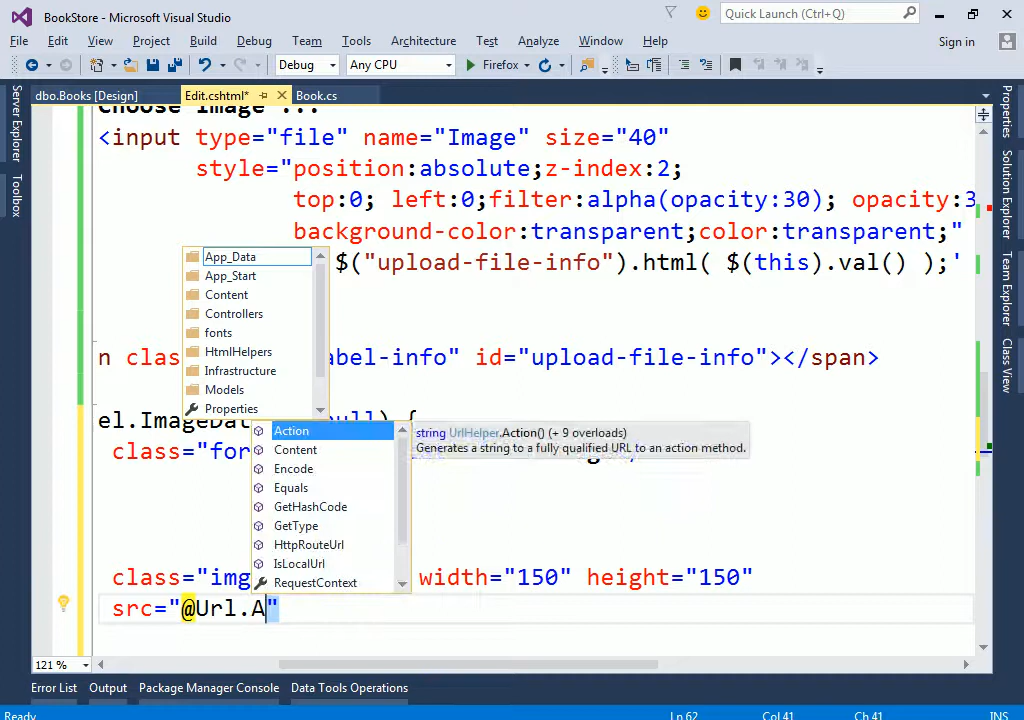 BookStore - Microsoft Visual Studio
Quick Launch (Ctrl+Q)
File Edit View Project Build Debug Team Tools Architecture Test Analyze Window Help
Sign in
Debug Any CPU Firefox
dbo.Books [Design] Edit.cshtml* Book.cs
Server Explorer
Toolbox
Properties
Solution Explorer
Team Explorer
Class View
Choose Image ...
<input type="file" name="Image" size="40"
style="position:absolute;z-index:2;
top:0; left:0;filter:alpha(opacity:30); opacity:3
background-color:transparent;color:transparent;"
$("upload-file-info").html( $(this).val() );'
n clas abel-info" id="upload-file-info"></span>
el.ImageDa ull) {
class="for
class="img width="150" height="150"
src="@Url.A"
App_Data
App_Start
Content
Controllers
fonts
HtmlHelpers
Infrastructure
Models
Properties
Action
Content
Encode
Equals
GetHashCode
GetType
HttpRouteUrl
IsLocalUrl
RequestContext
string UrlHelper.Action() (+ 9 overloads)
Generates a string to a fully qualified URL to an action method.
121 %
Error List Output Package Manager Console Data Tools Operations
Ready Ln 62 Col 41 Ch 41 INS